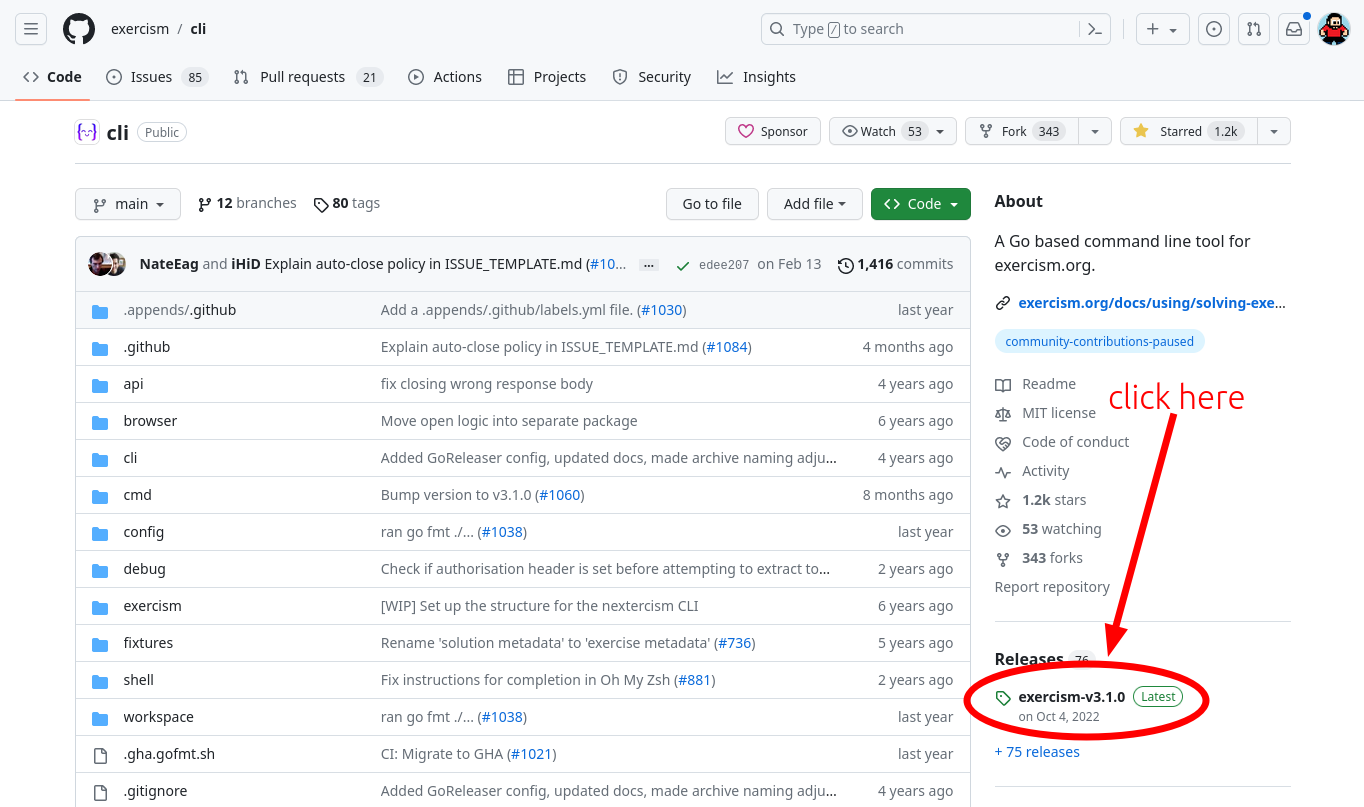 exercism / cli
Type / to search
Code Issues 85 Pull requests 21 Actions Projects Security Insights
cli Public Sponsor Watch 53 Fork 343 Starred 1.2k
main 12 branches 80 tags Go to file Add file Code
NateEag and iHiD Explain auto-close policy in ISSUE_TEMPLATE.md (#10... ... edee207 on Feb 13 1,416 commits
.appends/.github Add a .appends/.github/labels.yml file. (#1030) last year
.github Explain auto-close policy in ISSUE_TEMPLATE.md (#1084) 4 months ago
api fix closing wrong response body 4 years ago
browser Move open logic into separate package 6 years ago
cli Added GoReleaser config, updated docs, made archive naming adju... 4 years ago
cmd Bump version to v3.1.0 (#1060) 8 months ago
config ran go fmt ./... (#1038) last year
debug Check if authorisation header is set before attempting to extract to... 2 years ago
exercism [WIP] Set up the structure for the nextercism CLI 6 years ago
fixtures Rename 'solution metadata' to 'exercise metadata' (#736) 5 years ago
shell Fix instructions for completion in Oh My Zsh (#881) 2 years ago
workspace ran go fmt ./... (#1038) last year
.gha.gofmt.sh CI: Migrate to GHA (#1021) last year
.gitignore Added GoReleaser config, updated docs, made archive naming adju... 4 years ago
About
A Go based command line tool for
exercism.org.
exercism.org/docs/using/solving-exe...
community-contributions-paused
Readme
click here
MIT license
Code of conduct
Activity
1.2k stars
53 watching
343 forks
Report repository
Releases 76
exercism-v3.1.0 Latest
on Oct 4, 2022
+ 75 releases